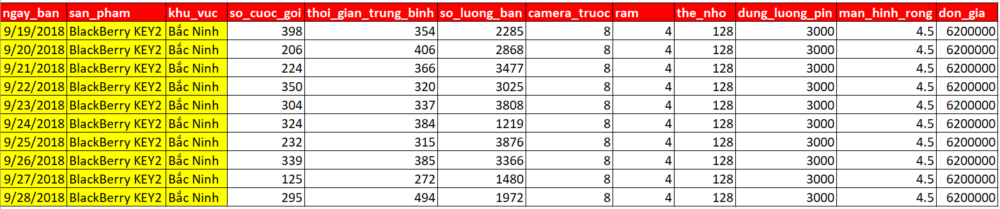 ngay_ban san_pham khu_vuc so_cuoc_goi thoi_gian_trung_binh so_luong_ban camera_truoc ram the_nho dung_luong_pin man_hinh_rong don_gia
9/19/2018 BlackBerry KEY2 Bắc Ninh 398 354 2285 8 4 128 3000 4.5 6200000
9/20/2018 BlackBerry KEY2 Bắc Ninh 206 406 2868 8 4 128 3000 4.5 6200000
9/21/2018 BlackBerry KEY2 Bắc Ninh 224 366 3477 8 4 128 3000 4.5 6200000
9/22/2018 BlackBerry KEY2 Bắc Ninh 350 320 3025 8 4 128 3000 4.5 6200000
9/23/2018 BlackBerry KEY2 Bắc Ninh 304 337 3808 8 4 128 3000 4.5 6200000
9/24/2018 BlackBerry KEY2 Bắc Ninh 324 384 1219 8 4 128 3000 4.5 6200000
9/25/2018 BlackBerry KEY2 Bắc Ninh 232 315 3876 8 4 128 3000 4.5 6200000
9/26/2018 BlackBerry KEY2 Bắc Ninh 339 385 3366 8 4 128 3000 4.5 6200000
9/27/2018 BlackBerry KEY2 Bắc Ninh 125 272 1480 8 4 128 3000 4.5 6200000
9/28/2018 BlackBerry KEY2 Bắc Ninh 295 494 1972 8 4 128 3000 4.5 6200000